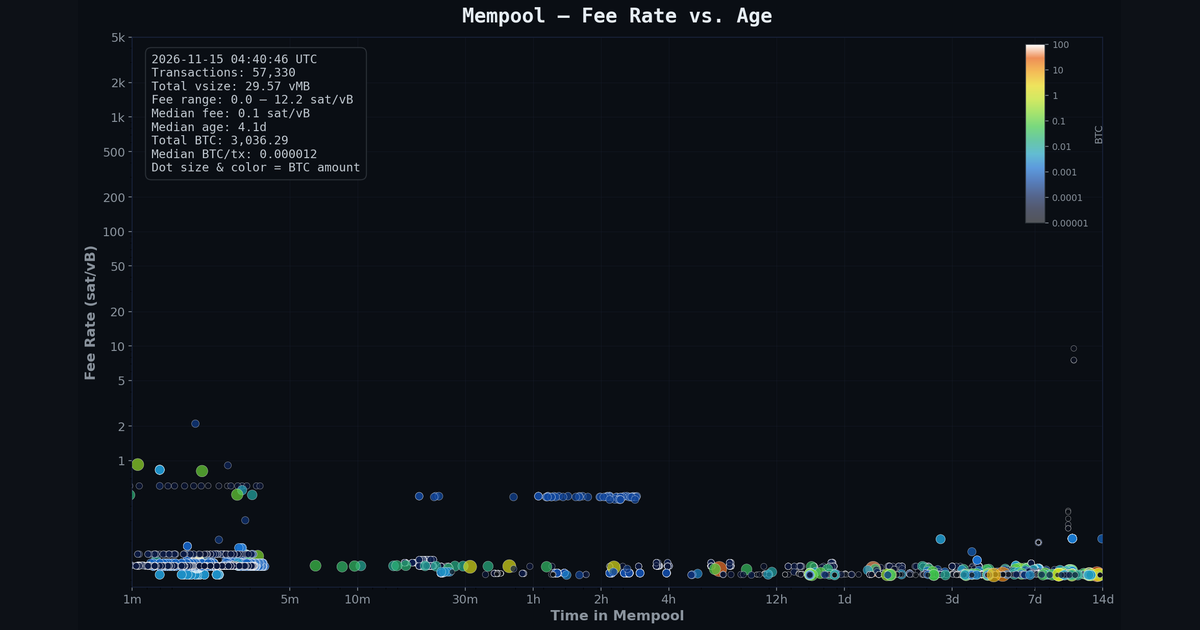 Mempool — Fee Rate vs. Age
2026-11-15 04:40:46 UTC
Transactions: 57,330
Total vsize: 29.57 vMB
Fee range: 0.0 — 12.2 sat/vB
Median fee: 0.1 sat/vB
Median age: 4.1d
Total BTC: 3,036.29
Median BTC/tx: 0.000012
Dot size & color = BTC amount
5k
2k
1k
500
200
100
50
20
10
5
2
1
Fee Rate (sat/vB)
100
10
1
0.1
0.01
0.001
0.0001
0.00001
BTC
1m 5m 10m 30m 1h 2h 4h 12h 1d 3d 7d 14d
Time in Mempool